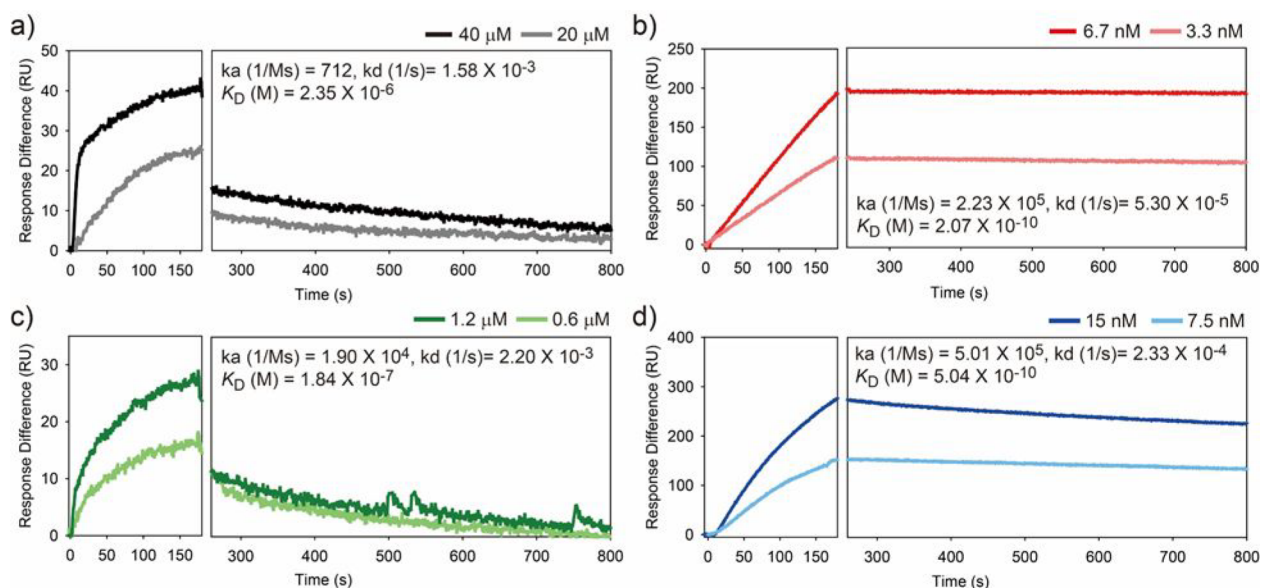 a)
40 μM 20 μM
Response Difference (RU)
50
40
30
20
10
0
ka (1/Ms) = 712, kd (1/s)= 1.58 X 10-3
KD (M) = 2.35 X 10-6
0 50 100 150 300 400 500 600 700 800
Time (s)
b)
6.7 nM 3.3 nM
Response Difference (RU)
250
200
150
100
50
0
ka (1/Ms) = 2.23 X 105, kd (1/s)= 5.30 X 10-5
KD (M) = 2.07 X 10-10
0 50 100 150 300 400 500 600 700 800
Time (s)
c)
1.2 μM 0.6 μM
Response Difference (RU)
30
20
10
0
ka (1/Ms) = 1.90 X 104, kd (1/s)= 2.20 X 10-3
KD (M) = 1.84 X 10-7
0 50 100 150 300 400 500 600 700 800
Time (s)
d)
15 nM 7.5 nM
Response Difference (RU)
400
300
200
100
0
ka (1/Ms) = 5.01 X 105, kd (1/s)= 2.33 X 10-4
KD (M) = 5.04 X 10-10
0 50 100 150 300 400 500 600 700 800
Time (s)